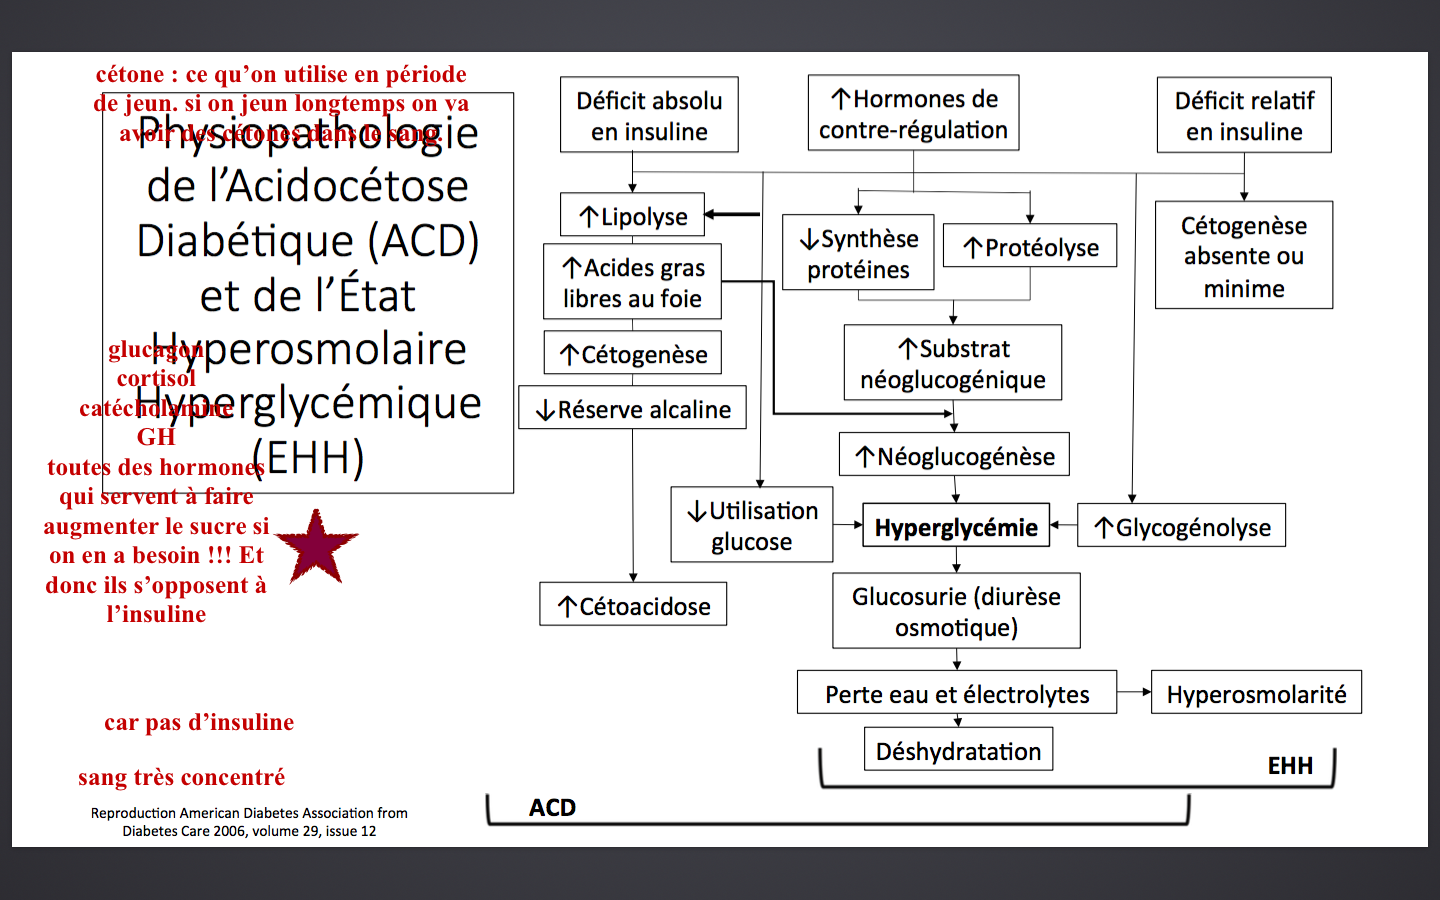 cétone : ce qu’on utilise en période
de jeun. si on jeun longtemps on va
avoir des cétones dans le sang.
Physiopathologie
de l’Acidocétose
Diabétique (ACD)
et de l’État
Hyperosmolaire
Hyperglycémique
(EHH)
glucagon
cortisol
catécholamine
GH
toutes des hormones
qui servent à faire
augmenter le sucre si
on en a besoin !!! Et
donc ils s’opposent à
l’insuline
car pas d’insuline
sang très concentré
Reproduction American Diabetes Association from
Diabetes Care 2006, volume 29, issue 12
Déficit absolu
en insuline
↑Hormones de
contre-régulation
Déficit relatif
en insuline
↑Lipolyse
↓Synthèse
protéines
↑Protéolyse
Cétogenèse
absente ou
minime
↑Acides gras
libres au foie
↑Cétogenèse
↑Substrat
néoglucogénique
↓Réserve alcaline
↑Néoglucogénèse
↓Utilisation
glucose
Hyperglycémie
↑Glycogénolyse
↑Cétoacidose
Glucosurie (diurèse
osmotique)
Perte eau et électrolytes
Hyperosmolarité
Déshydratation
EHH
ACD